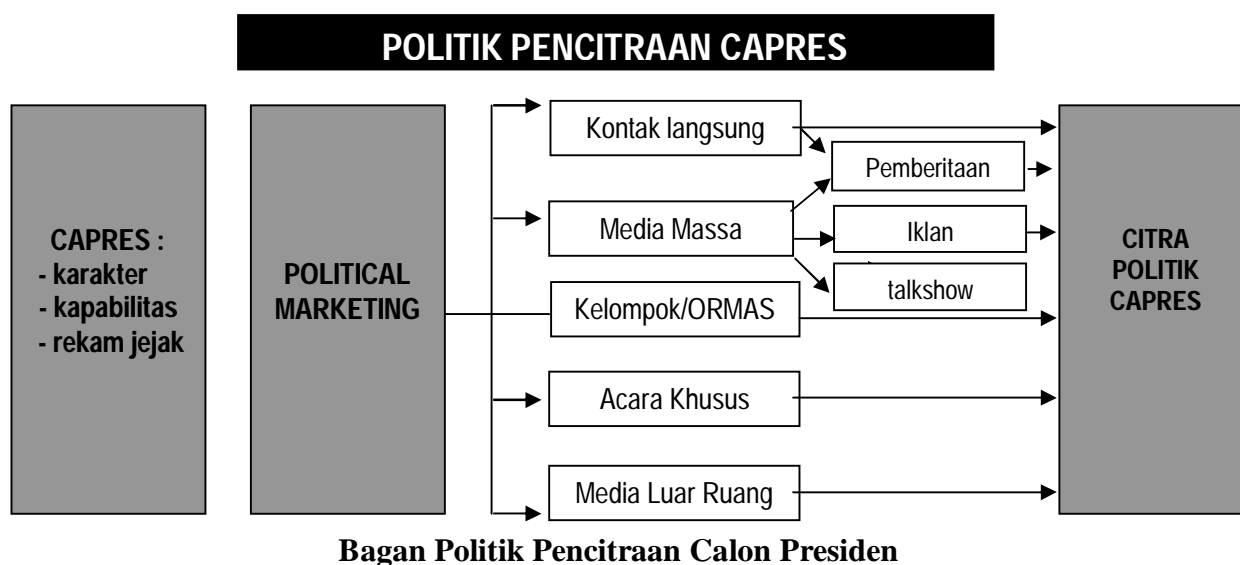 POLITIK PENCITRAAN CAPRES
CAPRES :
- karakter
- kapabilitas
- rekam jejak
POLITICAL
MARKETING
Kontak langsung
Media Massa
Kelompok/ORMAS
Acara Khusus
Media Luar Ruang
Pemberitaan
Iklan
talkshow
CITRA
POLITIK
CAPRES
Bagan Politik Pencitraan Calon Presiden